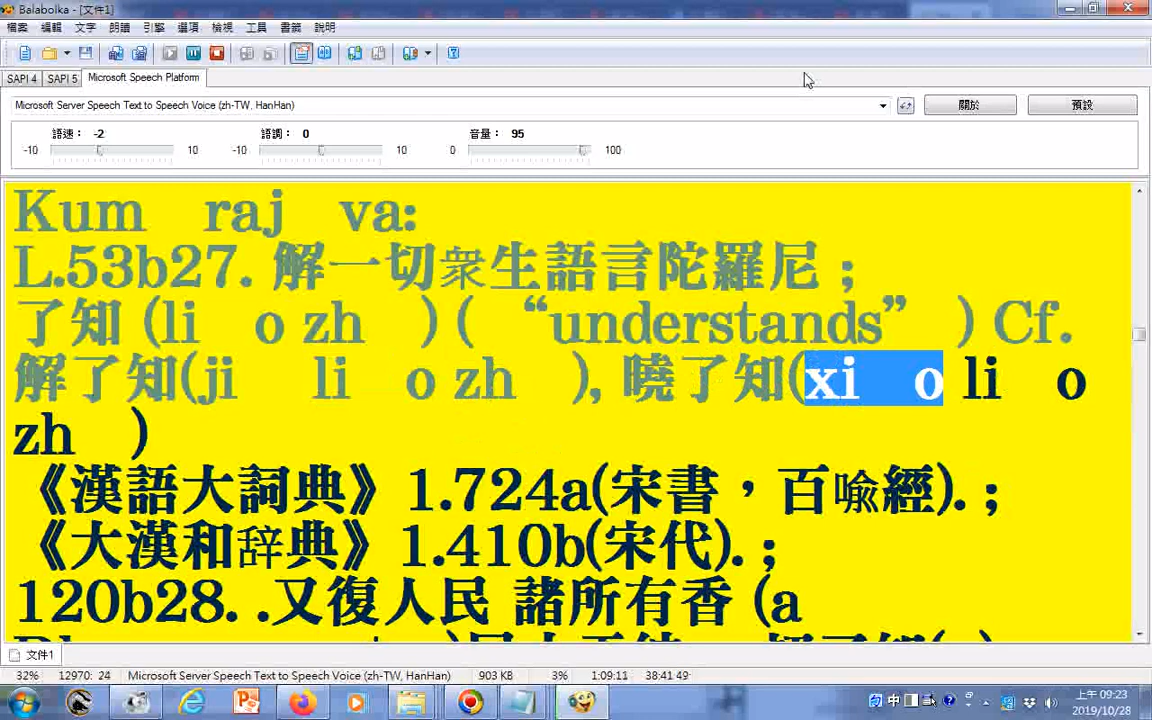 Balabolka - [文件1]
檔案 編輯 文字 朗讀 引擎 選項 檢視 工具 書籤 說明
SAPI 4 SAPI 5 Microsoft Speech Platform
Microsoft Server Speech Text to Speech Voice (zh-TW, HanHan) 關於 預設
語速： -2 語調： 0 音量： 95
-10 10 -10 10 0 100
Kum raj va:
L.53b27. 解一切衆生語言陀羅尼；
了知 (li o zh ) ( “understands” ) Cf.
解了知(ji li o zh ), 曉了知(xi o li o
zh )
《漢語大詞典》 1.724a(宋書，百喩經).；
《大漢和辞典》 1.410b(宋代).；
120b28. .又復人民 諸所有香 (a
文件1
32% 12970: 24 Microsoft Server Speech Text to Speech Voice (zh-TW, HanHan) 903 KB 3% 1:09:11 38:41 49
中 上午 09:23
2019/10/28